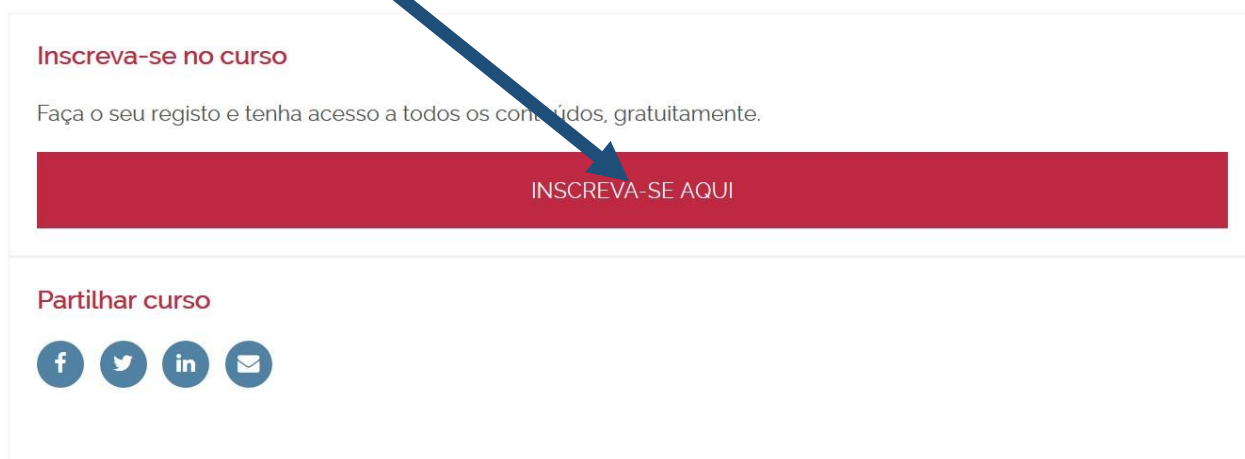 Inscreva-se no curso
Faça o seu registo e tenha acesso a todos os conteúdos, gratuitamente.
INSCREVA-SE AQUI
Partilhar curso